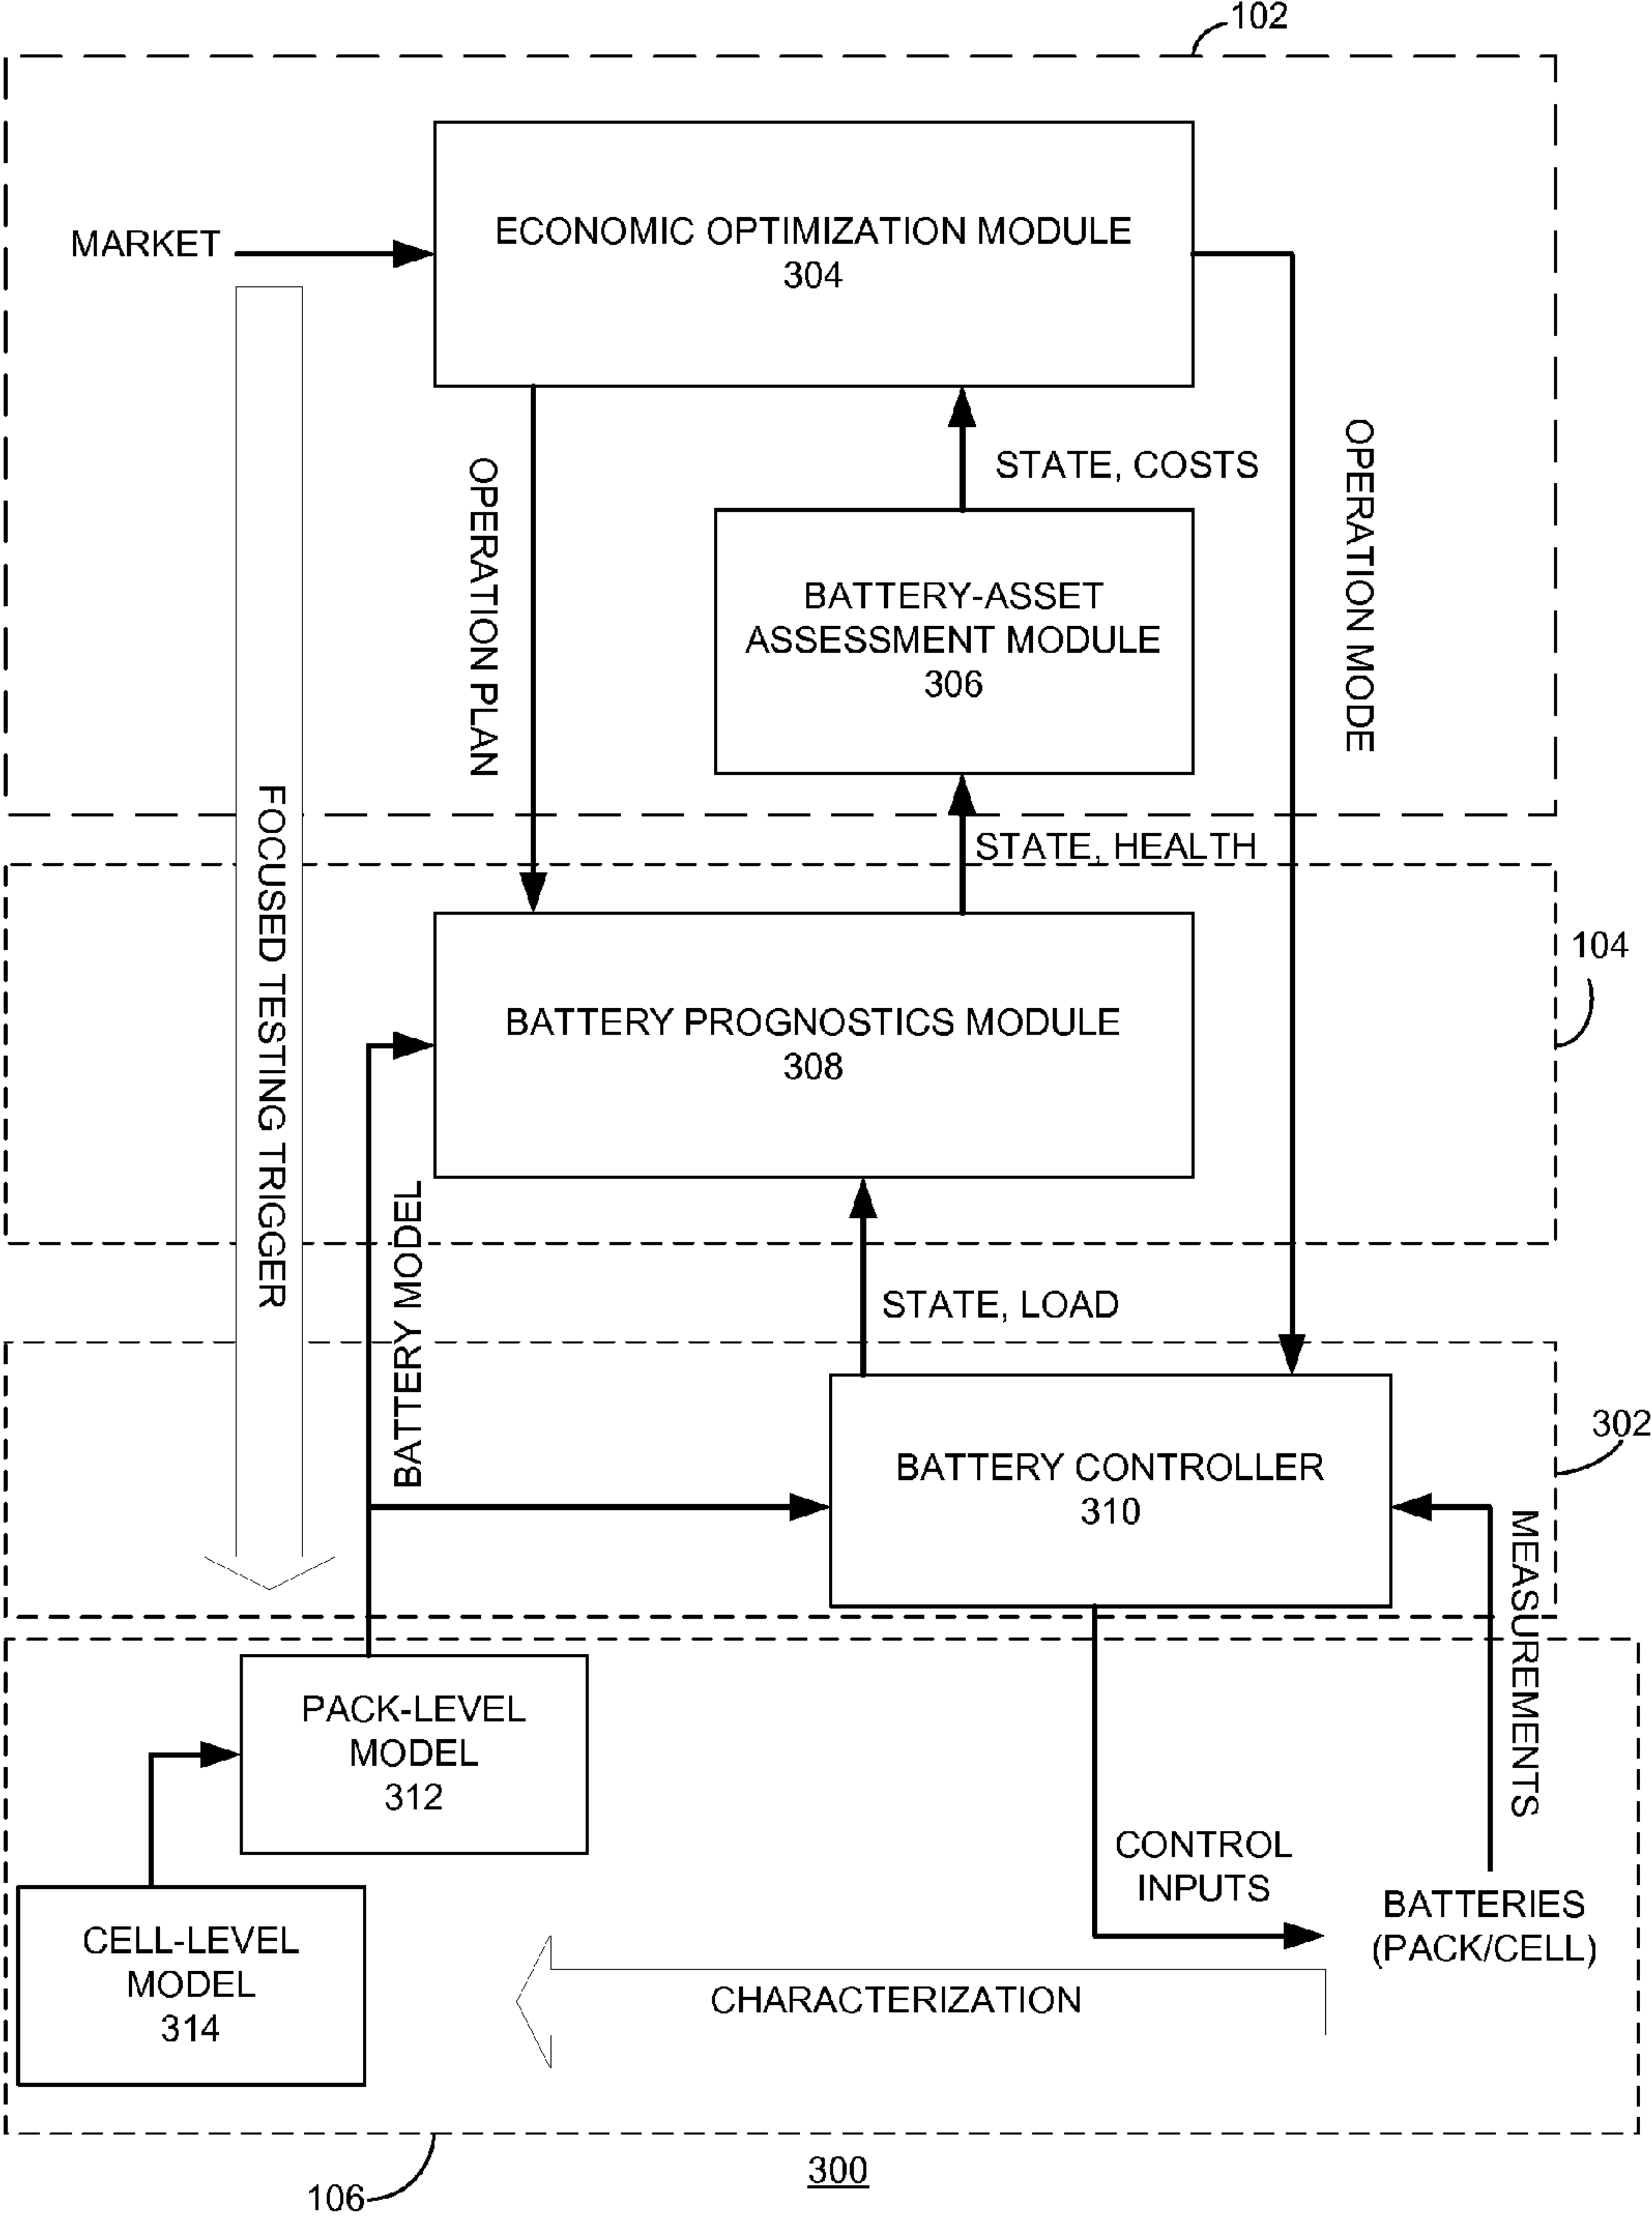 102
ECONOMIC OPTIMIZATION MODULE
304
MARKET
OPERATION PLAN
STATE, COSTS
OPERATION MODE
BATTERY-ASSET
ASSESSMENT MODULE
306
FOCUSED TESTING TRIGGER
STATE, HEALTH
104
BATTERY PROGNOSTICS MODULE
308
BATTERY MODEL
STATE, LOAD
302
BATTERY CONTROLLER
310
MEASUREMENTS
PACK-LEVEL
MODEL
312
CONTROL
INPUTS
BATTERIES
(PACK/CELL)
CELL-LEVEL
MODEL
314
CHARACTERIZATION
300
106